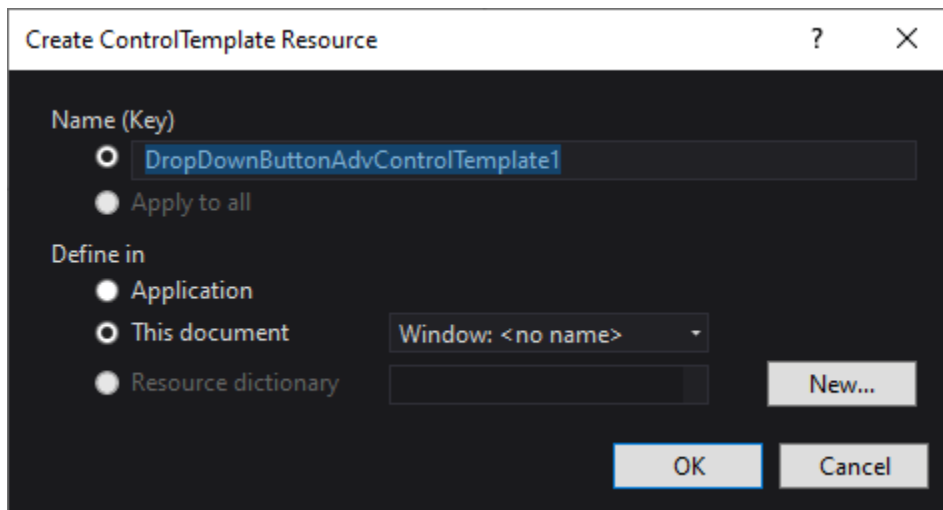 Create ControlTemplate Resource ?
Name (Key)
DropDownButtonAdvControlTemplate1
Apply to all
Define in
Application
This document Window: <no name>
Resource dictionary New...
OK Cancel